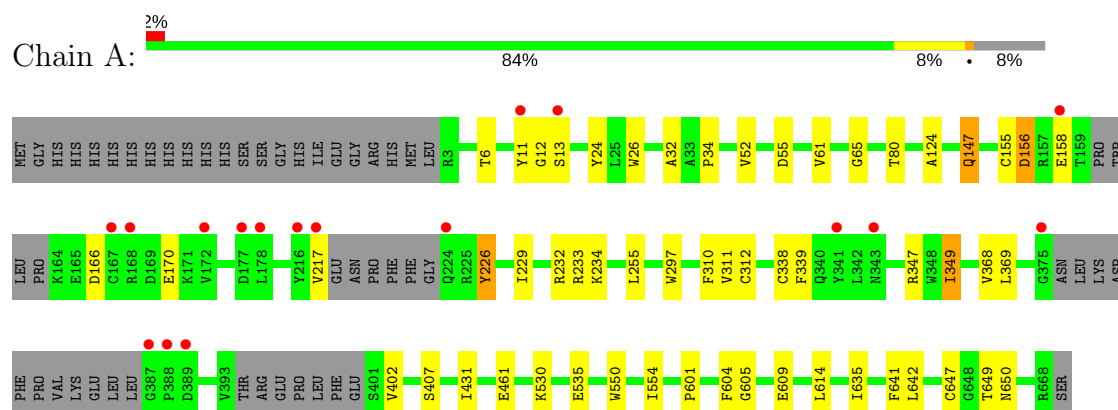 2%
Chain A:
84% 8% • 8%
MET GLY HIS HIS HIS HIS HIS HIS HIS HIS HIS HIS SER SER GLY HIS ILE GLU GLY ARG HIS MET LEU R3 T6 Y11 G12 S13 Y24 L25 W26 A32 A33 P34 V52 D55 V61 G65 T80 A124 Q147 C155 D156 R157 E158 T159 PRO TRP
LEU PRO K164 E165 D166 C167 R168 D169 E170 K171 V172 D177 L178 Y216 V217 GLU ASN PRO PHE PHE GLY Q224 R225 Y226 I229 R232 R233 K234 L255 W297 F310 V311 C312 C338 F339 Q340 Y341 L342 N343 R347 W348 I349 V368 L369 G375 ASN LEU LYS ASP
PHE PRO VAL LYS GLU LEU LEU G387 P388 D389 V393 THR ARG GLU PRO LEU PHE GLU S401 V402 S407 I431 E461 K530 E535 W550 I554 P601 F604 G605 E609 L614 I635 F641 L642 C647 G648 T649 N650 R668 SER